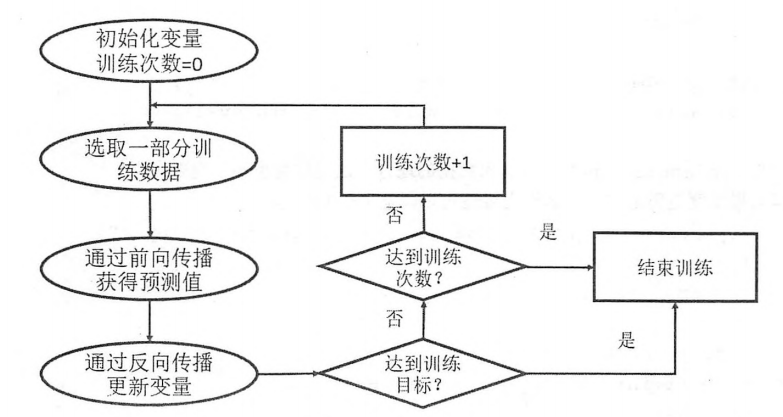 初始化变量
训练次数=0
选取一部分训
练数据
通过前向传播
获得预测值
通过反向传播
更新变量
达到训练
目标?
否
是
达到训练
次数?
否
是
训练次数+1
结束训练